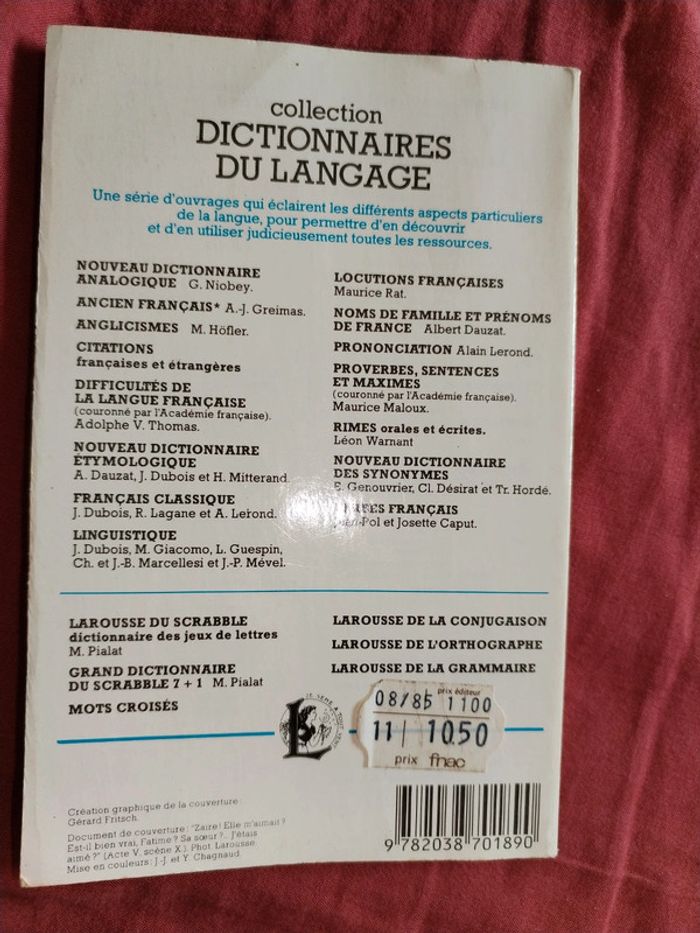 collection
DICTIONNAIRES
DU LANGAGE
Une série d'ouvrages qui éclairent les différents aspects particuliers
de la langue, pour permettre d'en découvrir
et d'en utiliser judicieusement toutes les ressources.
NOUVEAU DICTIONNAIRE
ANALOGIQUE G. Niobey.
ANCIEN FRANÇAIS* A.-J. Greimas.
ANGLICISMES M. Höfler.
CITATIONS
françaises et étrangères
DIFFICULTÉS DE
LA LANGUE FRANÇAISE
(couronné par l'Académie française).
Adolphe V. Thomas.
NOUVEAU DICTIONNAIRE
ÉTYMOLOGIQUE
A. Dauzat, J. Dubois et H. Mitterand.
FRANÇAIS CLASSIQUE
J. Dubois, R. Lagane et A. Lerond.
LINGUISTIQUE
J. Dubois, M. Giacomo, L. Guespin,
Ch. et J.-B. Marcellesi et J.-P. Mével.
LOCUTIONS FRANÇAISES
Maurice Rat.
NOMS DE FAMILLE ET PRÉNOMS
DE FRANCE Albert Dauzat.
PRONONCIATION Alain Lerond.
PROVERBES, SENTENCES
ET MAXIMES
(couronné par l'Académie française).
Maurice Maloux.
RIMES orales et écrites.
Léon Warnant
NOUVEAU DICTIONNAIRE
DES SYNONYMES
E. Genouvrier, Cl. Désirat et Tr. Hordé.
FRANÇAIS
et Josette Caput.
LAROUSSE DU SCRABBLE
dictionnaire des jeux de lettres
M. Pialat
GRAND DICTIONNAIRE
DU SCRABBLE 7 + 1 M. Pialat
MOTS CROISÉS
LAROUSSE DE LA CONJUGAISON
LAROUSSE DE L'ORTHOGRAPHE
LAROUSSE DE LA GRAMMAIRE
JE SÈME À TOUT VENT
L
prix éditeur
08/85 1100
11 1050
prix fnac
Création graphique de la couverture
Gérard Fritsch.
Document de couverture : "Zaïre ! Elle m'aimait ?
Est-il bien vrai, Fatime ? Sa sœur ?.. J'étais
aimé ?" (Acte V. scène X.). Phot. Larousse.
Mise en couleurs : J.-J. et Y. Chagnaud.
9 782038 701890